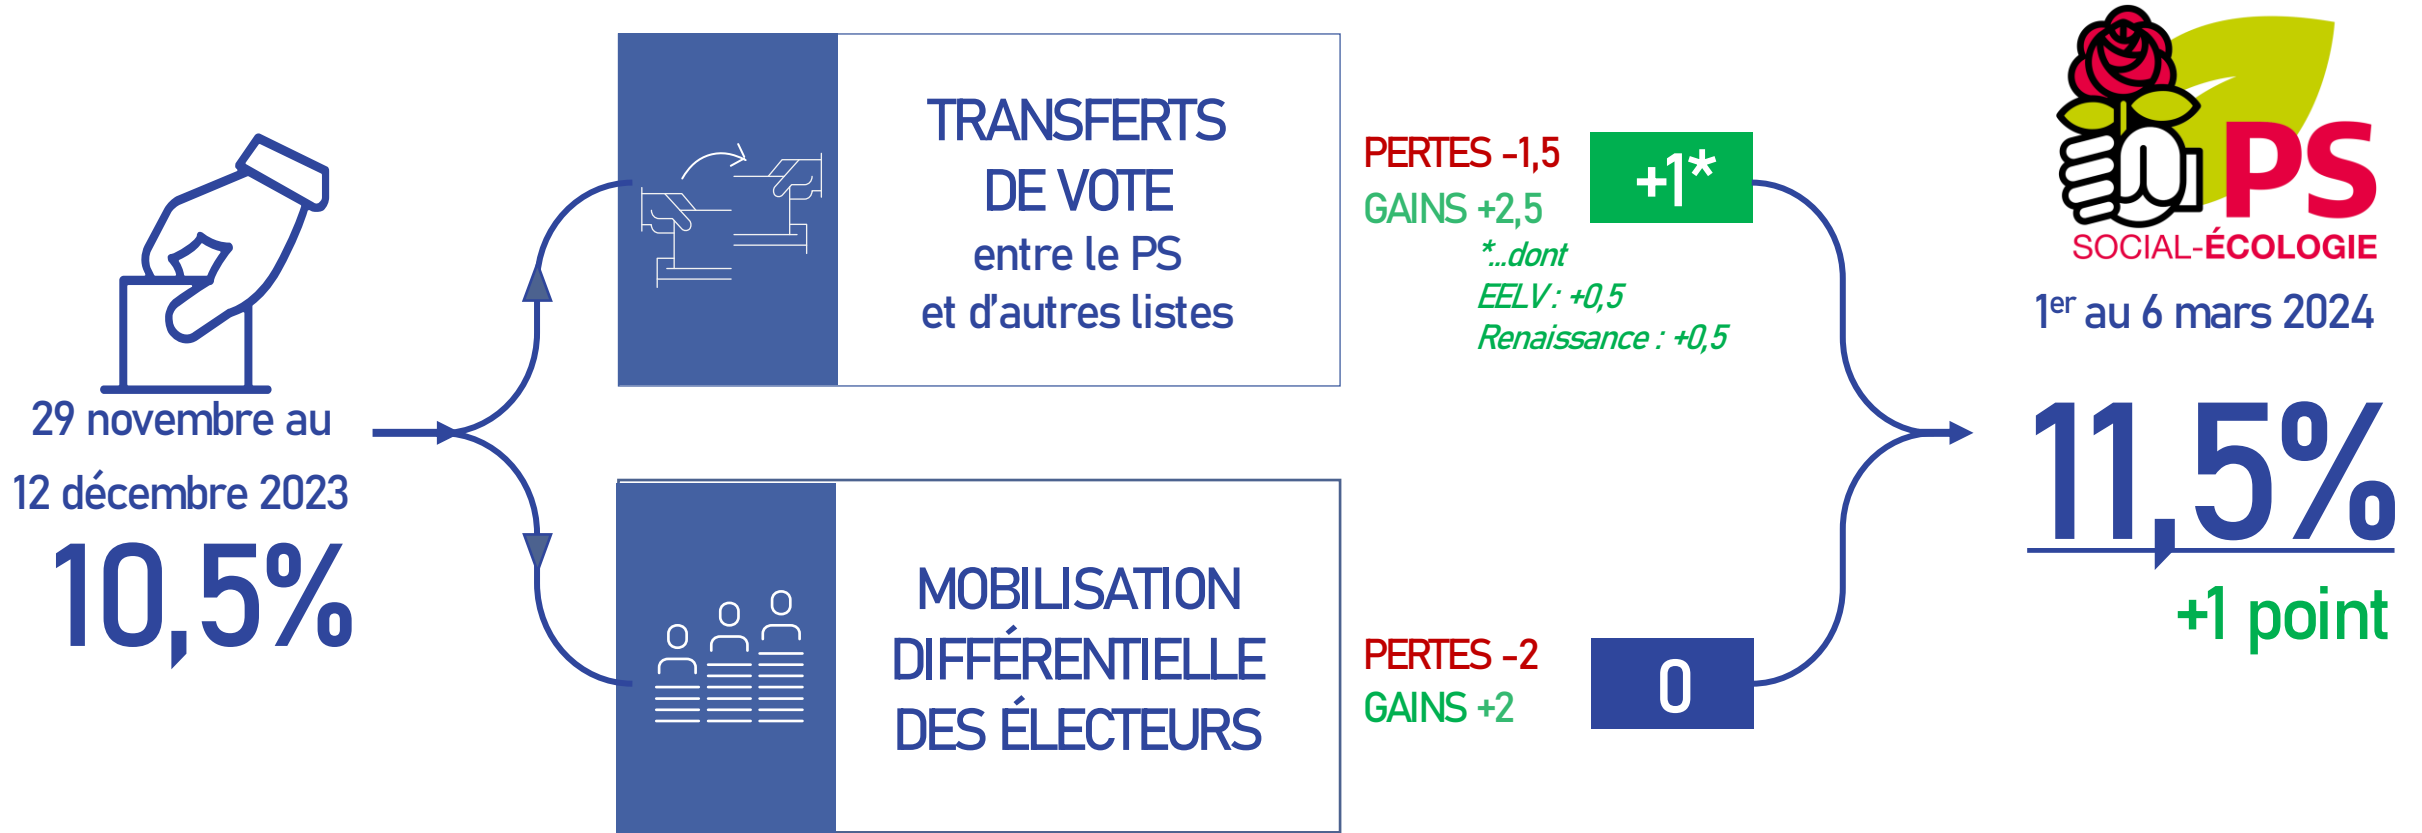 29 novembre au
12 décembre 2023
10,5%
TRANSFERTS
DE VOTE
entre le PS
et d'autres listes
PERTES -1,5
GAINS +2,5
+1*
*...dont
EELV : +0,5
Renaissance : +0,5
MOBILISATION
DIFFÉRENTIELLE
DES ÉLECTEURS
PERTES -2
GAINS +2
0
PS
SOCIAL-ÉCOLOGIE
1er au 6 mars 2024
11,5%
+1 point